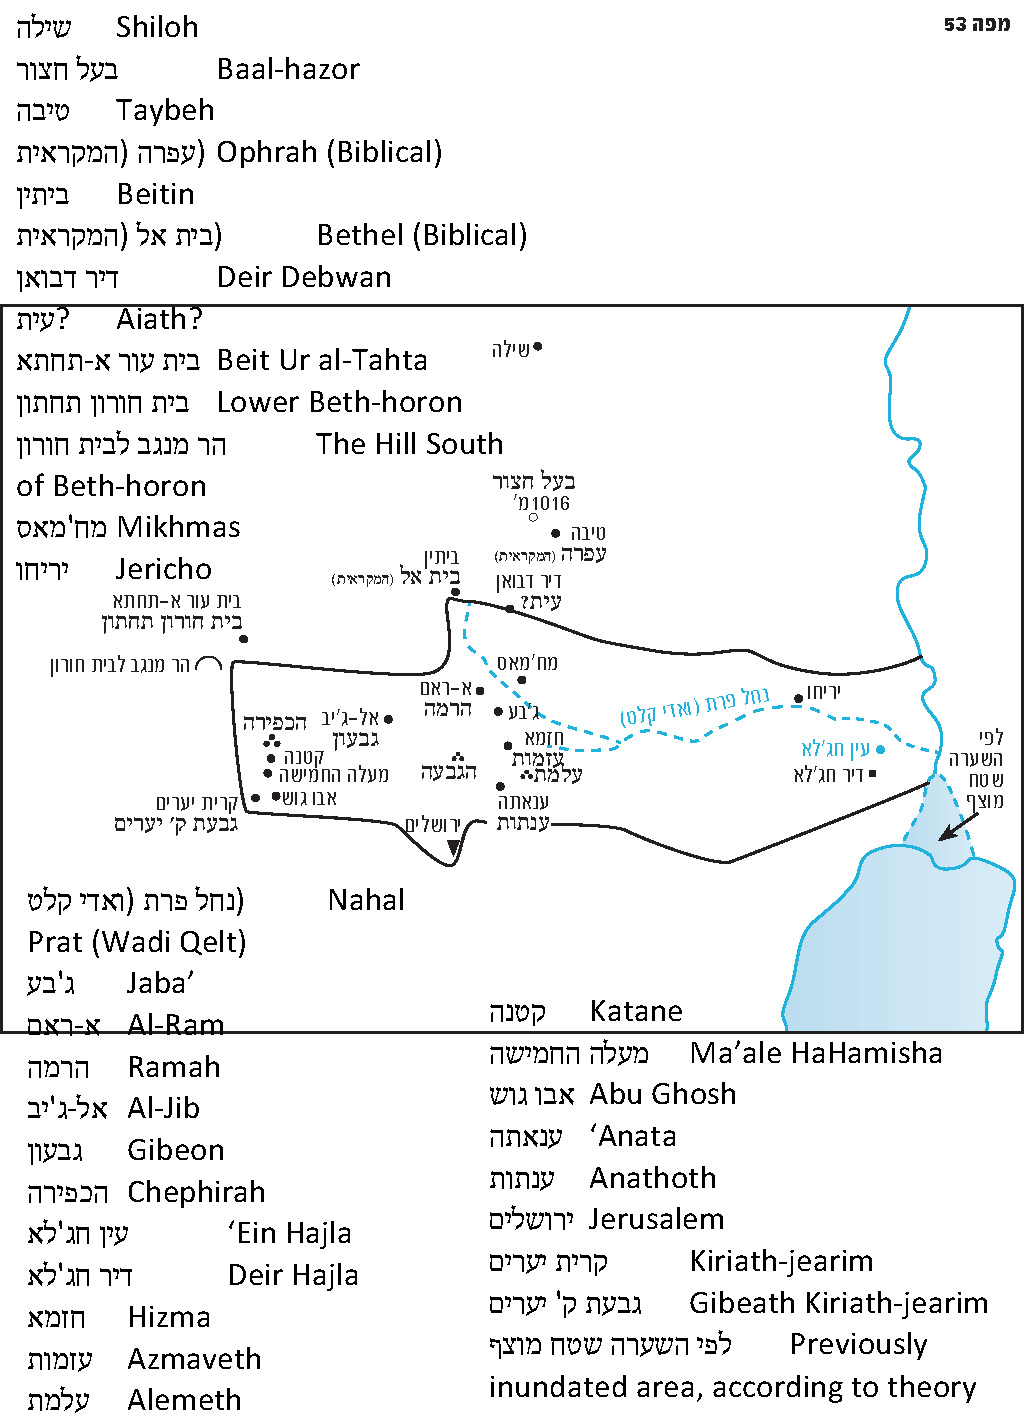 מפה 53
שילה Shiloh
בעל חצור Baal-hazor
טיבה Taybeh
עפרה (המקראית) Ophrah (Biblical)
ביתין Beitin
בית אל (המקראית) Bethel (Biblical)
דיר דבואן Deir Debwan
עית? Aiath?
בית עור א-תחתא Beit Ur al-Tahta
בית חורון תחתון Lower Beth-horon
הר מנגב לבית חורון The Hill South
of Beth-horon
מח'מאס Mikhmas
יריחו Jericho
שילה
בעל חצור
1016מ'
טיבה
עפרה (המקראית)
ביתין
בית אל (המקראית)
דיר דבואן
עית?
בית עור א-תחתא
בית חורון תחתון
הר מנגב לבית חורון
מח'מאס
א-ראם
הרמה
ג'בע
נחל פרת (ואדי קלט)
יריחו
הכפירה
אל-ג'יב
גבעון
חזמא
עזמות
עלמת
קטנה
מעלה החמישה
הגבעה
עין חג'לא
דיר חג'לא
לפי
השערה
שטח
מוצף
אבו גוש
קרית יערים
גבעת ק' יערים
ענאתה
ענתות
ירושלים
נחל פרת (ואדי קלט) Nahal
Prat (Wadi Qelt)
ג'בע Jaba’
א-ראם Al-Ram
הרמה Ramah
אל-ג'יב Al-Jib
גבעון Gibeon
הכפירה Chephirah
עין חג'לא ‘Ein Hajla
דיר חג'לא Deir Hajla
חזמא Hizma
עזמות Azmaveth
עלמת Alemeth
קטנה Katane
מעלה החמישה Ma’ale HaHamisha
אבו גוש Abu Ghosh
ענאתה ‘Anata
ענתות Anathoth
ירושלים Jerusalem
קרית יערים Kiriath-jearim
גבעת ק' יערים Gibeath Kiriath-jearim
לפי השערה שטח מוצף Previously
inundated area, according to theory